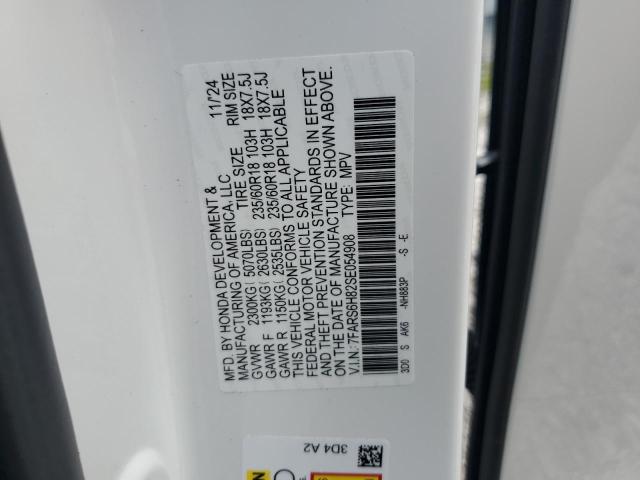 MFD. BY HONDA DEVELOPMENT & 11/24
MANUFACTURING OF AMERICA, LLC
TIRE SIZE RIM SIZE
GVWR 2300KG( 5070LBS)
GAWR F 1193KG( 2630LBS) 235/60R18 103H 18X7.5J
GAWR R 1150KG( 2535LBS) 235/60R18 103H 18X7.5J
THIS VEHICLE CONFORMS TO ALL APPLICABLE
FEDERAL MOTOR VEHICLE SAFETY
AND THEFT PREVENTION STANDARDS IN EFFECT
ON THE DATE OF MANUFACTURE SHOWN ABOVE.
V.I.N.: 7FARS6H82SE054908 TYPE: MPV
3D0 S AK6 -NH883P -S -E
3D4 A2